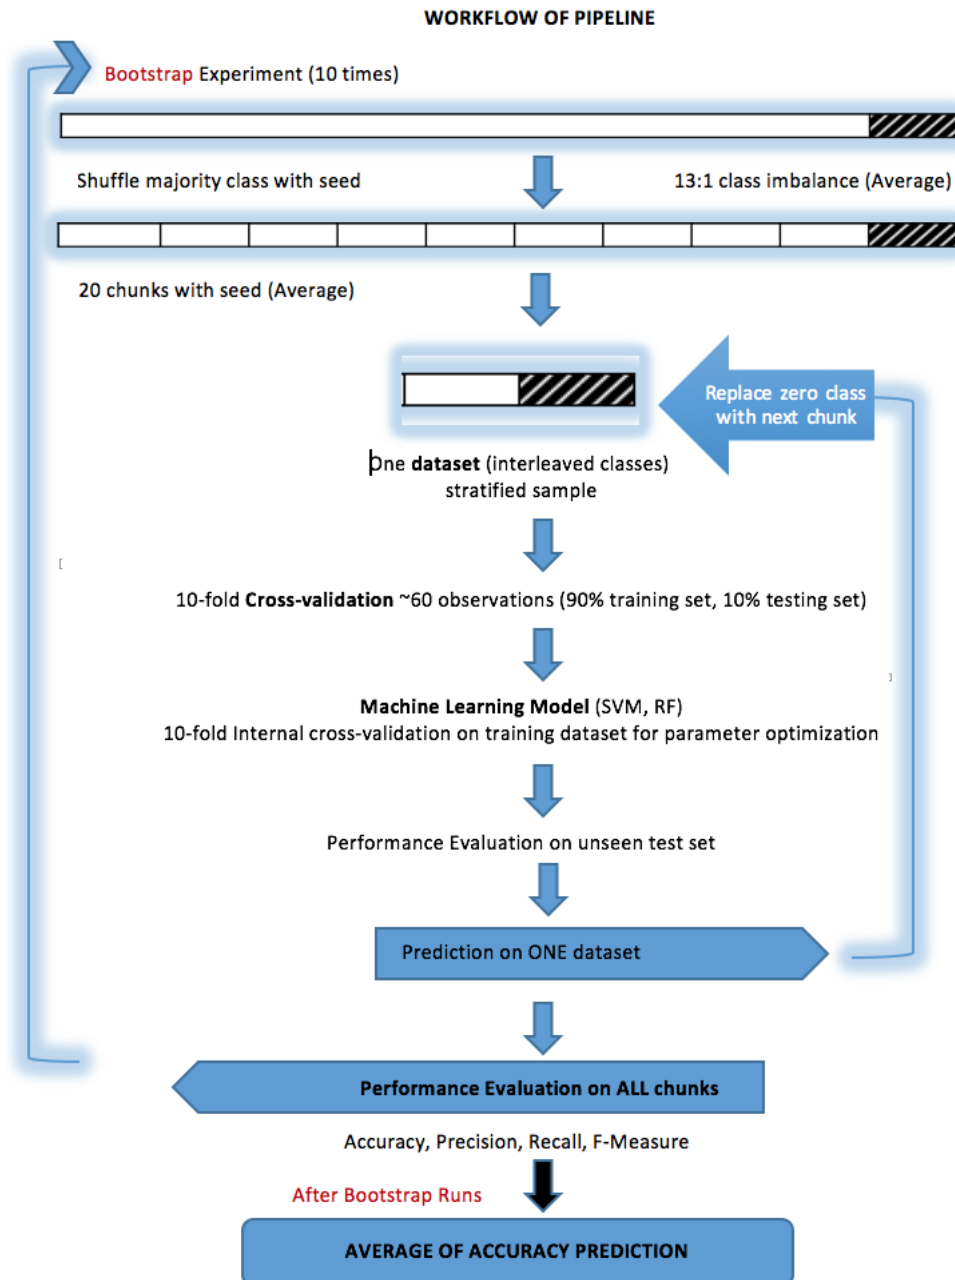 WORKFLOW OF PIPELINE
Bootstrap Experiment (10 times)
Shuffle majority class with seed
13:1 class imbalance (Average)
20 chunks with seed (Average)
Replace zero class
with next chunk
One dataset (interleaved classes)
stratified sample
10-fold Cross-validation ~60 observations (90% training set, 10% testing set)
Machine Learning Model (SVM, RF)
10-fold Internal cross-validation on training dataset for parameter optimization
Performance Evaluation on unseen test set
Prediction on ONE dataset
Performance Evaluation on ALL chunks
Accuracy, Precision, Recall, F-Measure
After Bootstrap Runs
AVERAGE OF ACCURACY PREDICTION